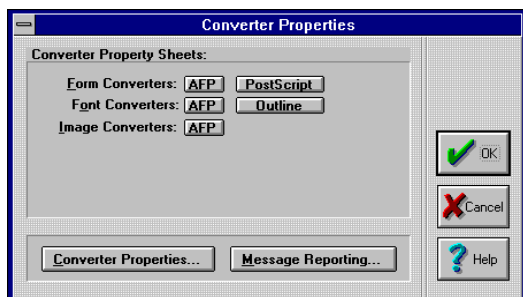 Converter Properties
Converter Property Sheets:
Form Converters: AFP PostScript
Font Converters: AFP Outline
Image Converters: AFP
OK
Cancel
Help
Converter Properties... Message Reporting...